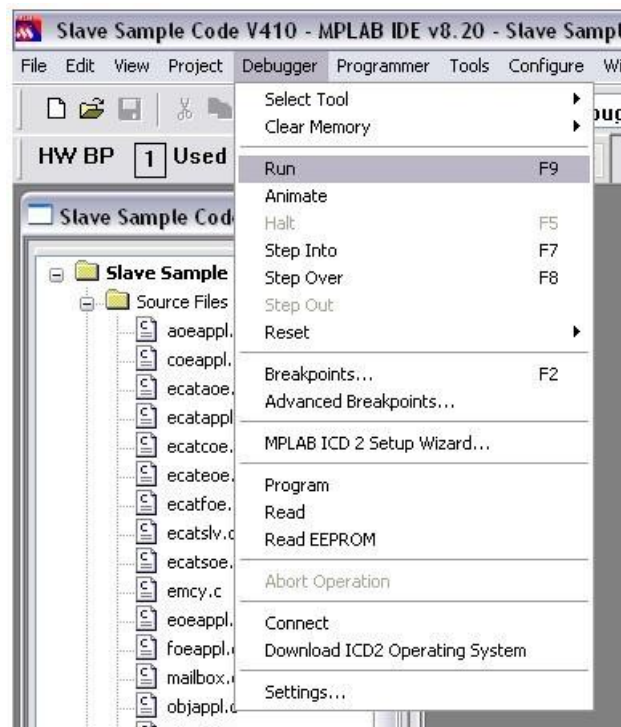 Slave Sample Code V410 - MPLAB IDE v8.20 - Slave Sampl
File Edit View Project Debugger Programmer Tools Configure Wi
HW BP 1 Used
Slave Sample Cod
Slave Sample
Source Files
aoeappl.
coeappl.
ecataoe.
ecatappl
ecatcoe.
ecateoe.
ecatfoe.
ecatslv.c
ecatsoe.
emcy.c
eoeappl.
foeappl.
mailbox.
objappl.
Select Tool
Clear Memory
Run F9
Animate
Halt F5
Step Into F7
Step Over F8
Step Out
Reset
Breakpoints... F2
Advanced Breakpoints...
MPLAB ICD 2 Setup Wizard...
Program
Read
Read EEPROM
Abort Operation
Connect
Download ICD2 Operating System
Settings...